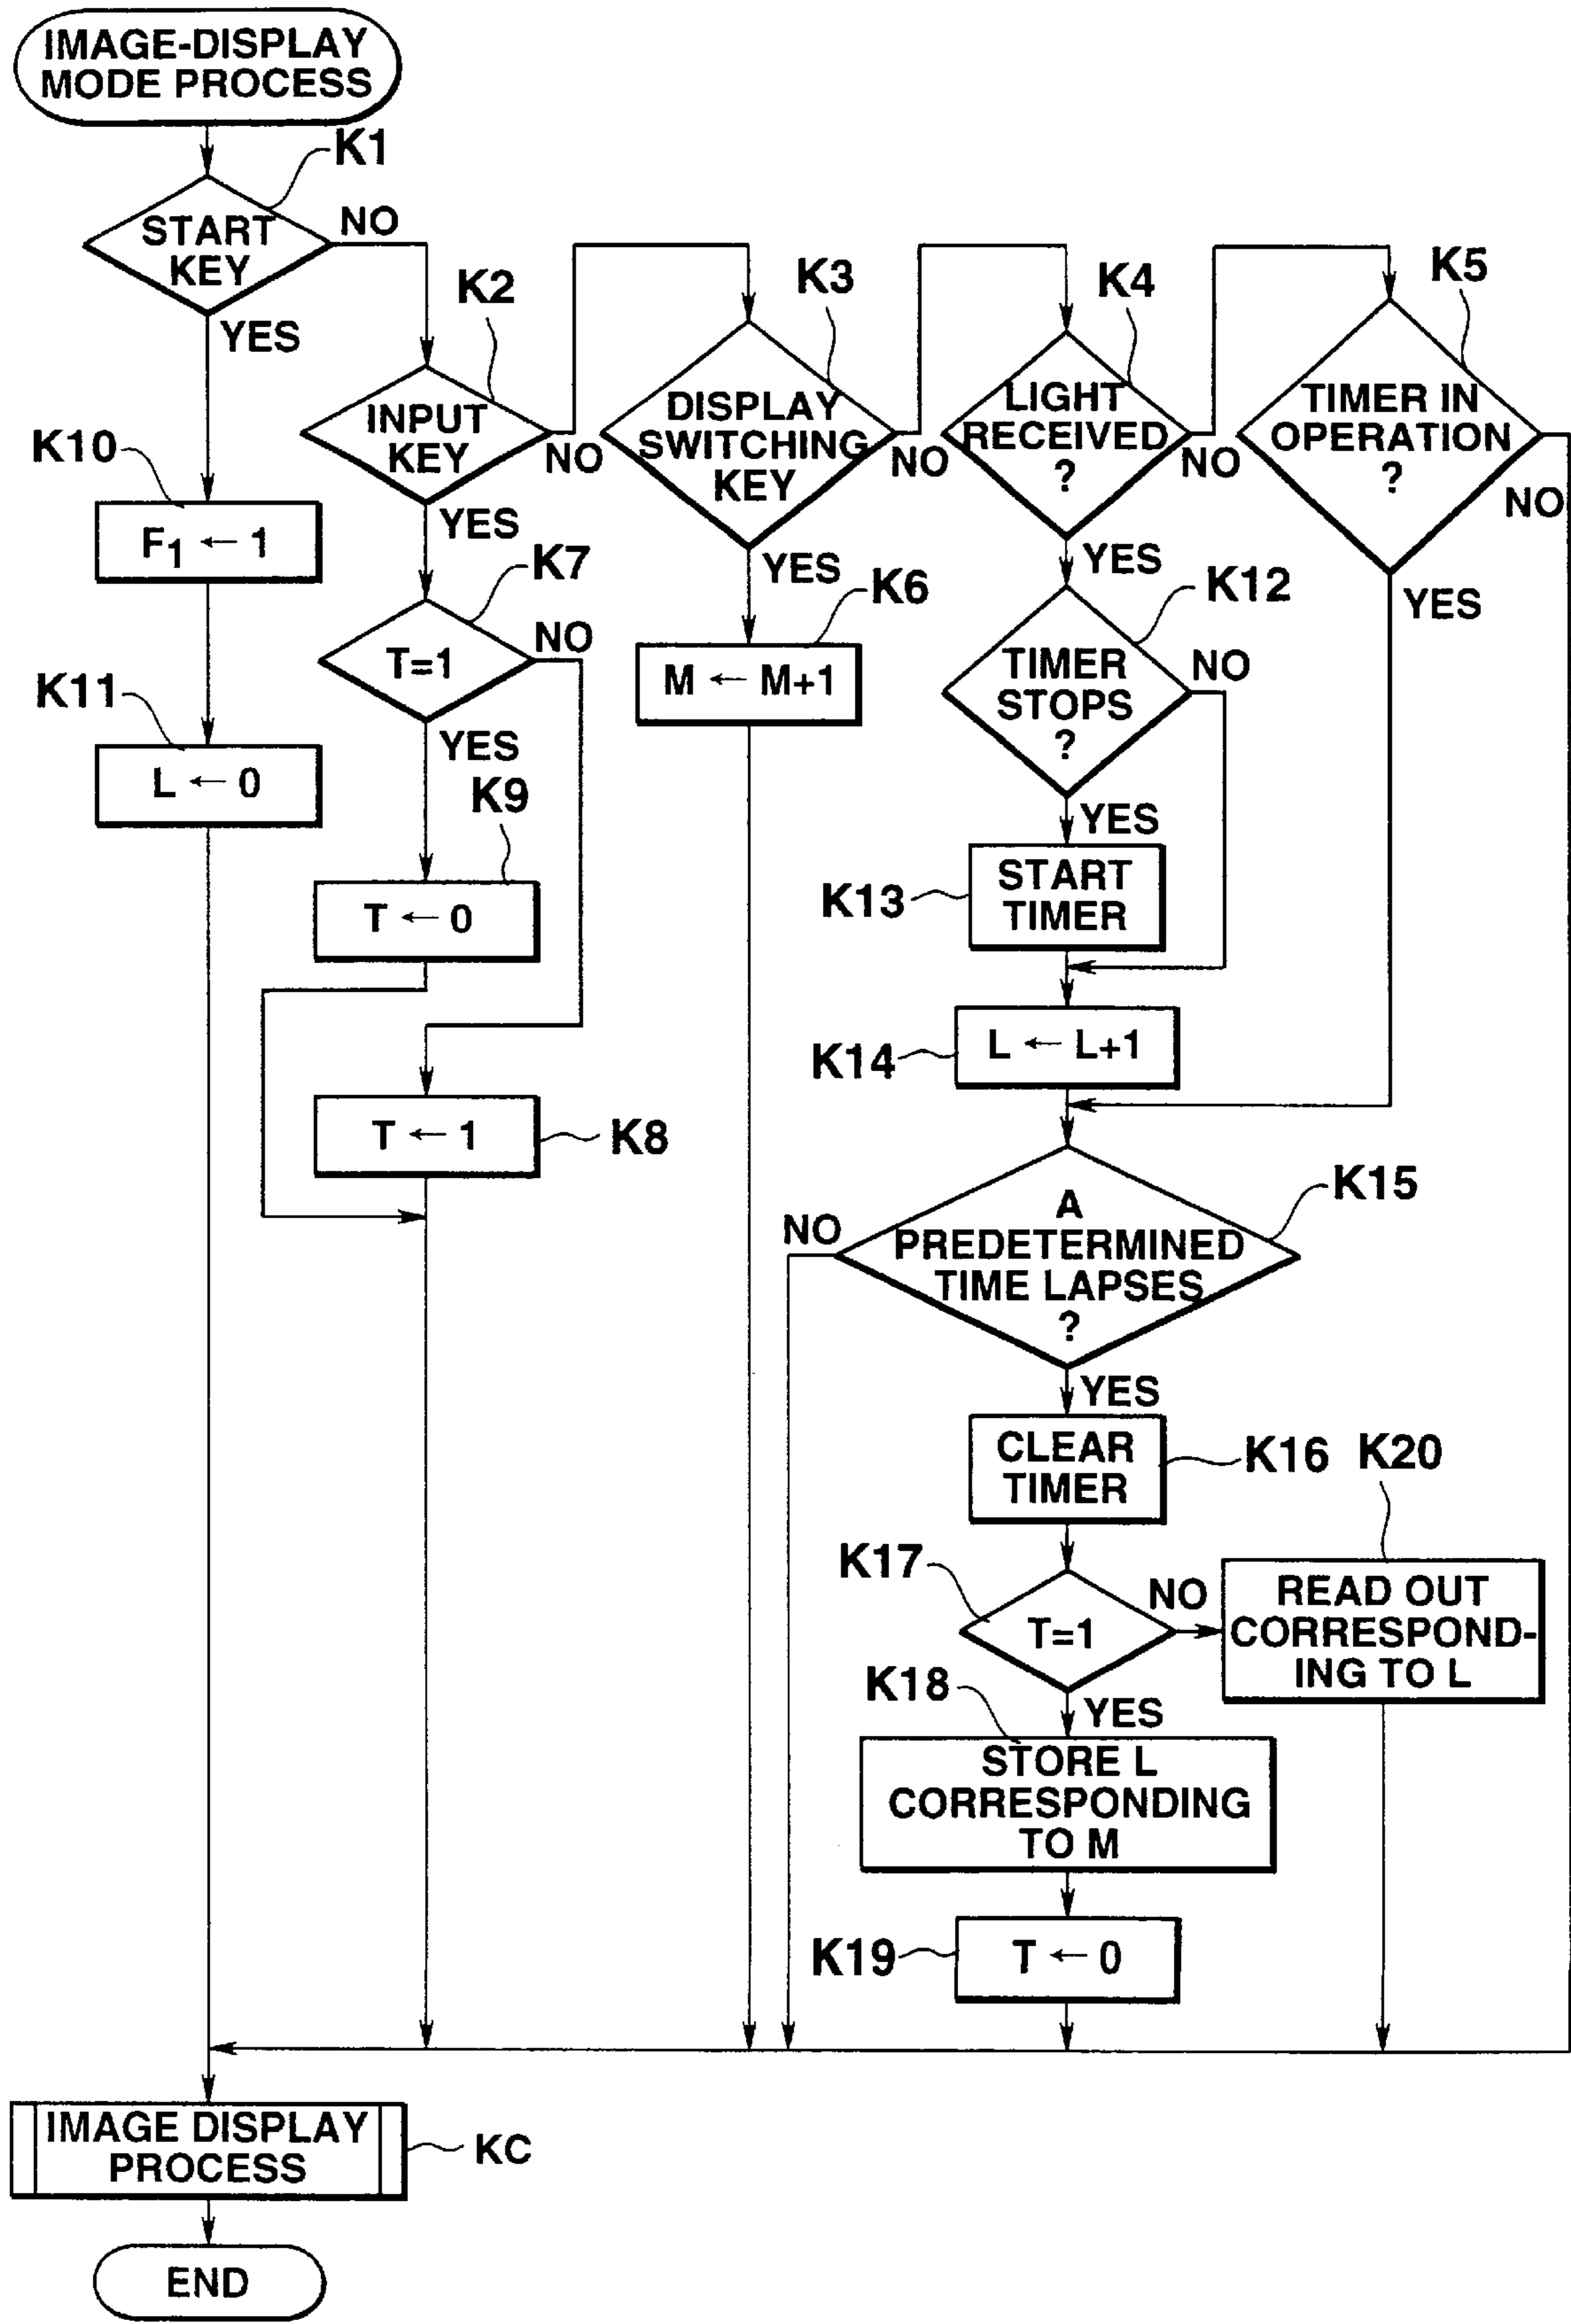 IMAGE-DISPLAY
MODE PROCESS
K1
START
KEY
NO
YES
K2
INPUT
KEY
NO
YES
K3
DISPLAY
SWITCHING
KEY
NO
YES
K4
LIGHT
RECEIVED
?
NO
YES
K5
TIMER IN
OPERATION
?
NO
YES
K10
F1 ← 1
K11
L ← 0
K7
T=1
NO
YES
K9
T ← 0
T ← 1
K8
K6
M ← M+1
K12
TIMER
STOPS
?
NO
YES
K13
START
TIMER
K14
L ← L+1
K15
A
PREDETERMINED
TIME LAPSES
?
NO
YES
CLEAR
TIMER
K16
K17
T=1
NO
YES
K20
READ OUT
CORRESPOND-
ING TO L
K18
STORE L
CORRESPONDING
TO M
K19
T ← 0
IMAGE DISPLAY
PROCESS
KC
END